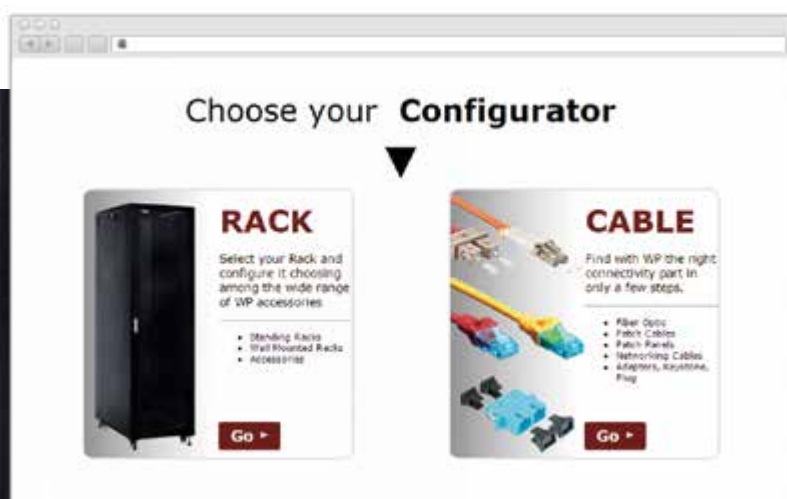 Choose your Configurator
RACK
Select your Rack and
configure it choosing
among the wide range
of WP accessories
Standing Racks
Wall Mounted Racks
Accessories
Go
CABLE
Find with WP the right
connectivity part in
only a few steps.
Fiber Optic
Patch Cables
Patch Panels
Networking Cables
Adapters, Keystone,
Plug
Go